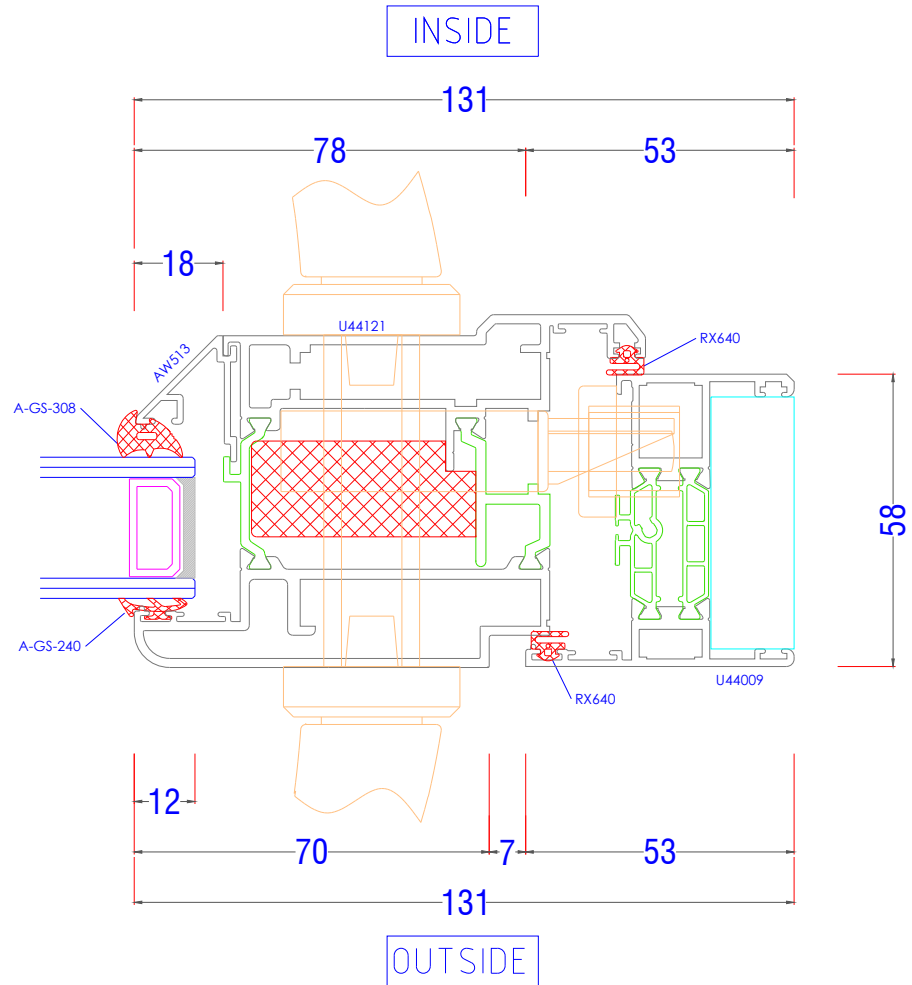 INSIDE
131
78
53
18
U44121
RX640
AW513
A-GS-308
58
A-GS-240
U44009
RX640
12
70
7
53
131
OUTSIDE